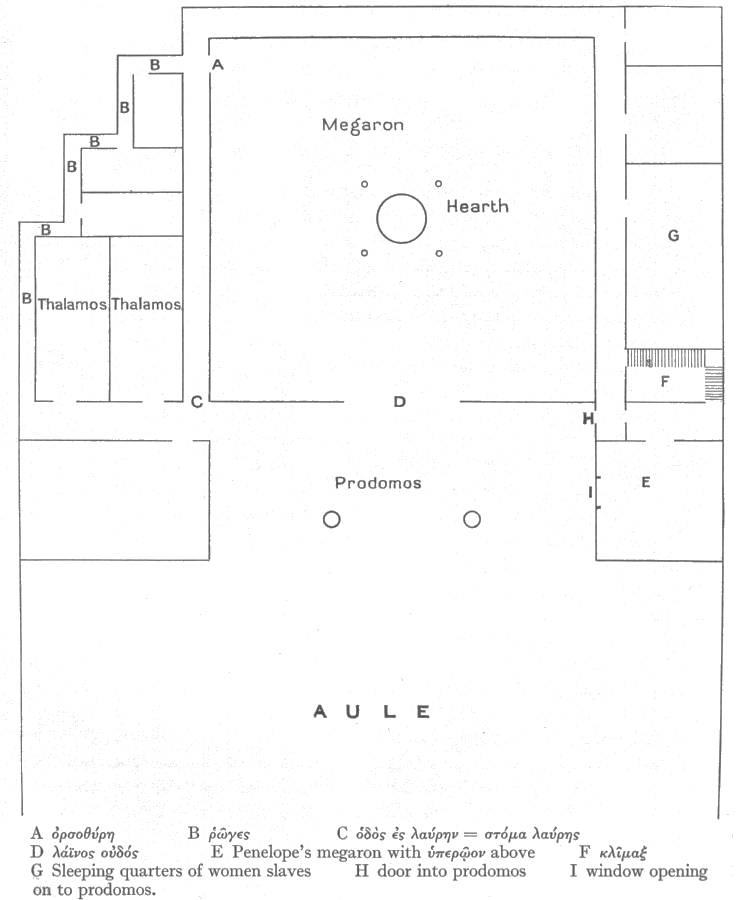 B
A
B
Megaron
B
B
Hearth
B
G
B
Thalamos
Thalamos
F
C
D
H
Prodomos
I
E
AULE
A ὀρσοθύρη B ῥῶγες C ὁδὸς ἐς λαύρην = στόμα λαύρης
D λάϊνος οὐδός E Penelope's megaron with ὑπερῷον above F κλῖμαξ
G Sleeping quarters of women slaves H door into prodomos I window opening
on to prodomos.